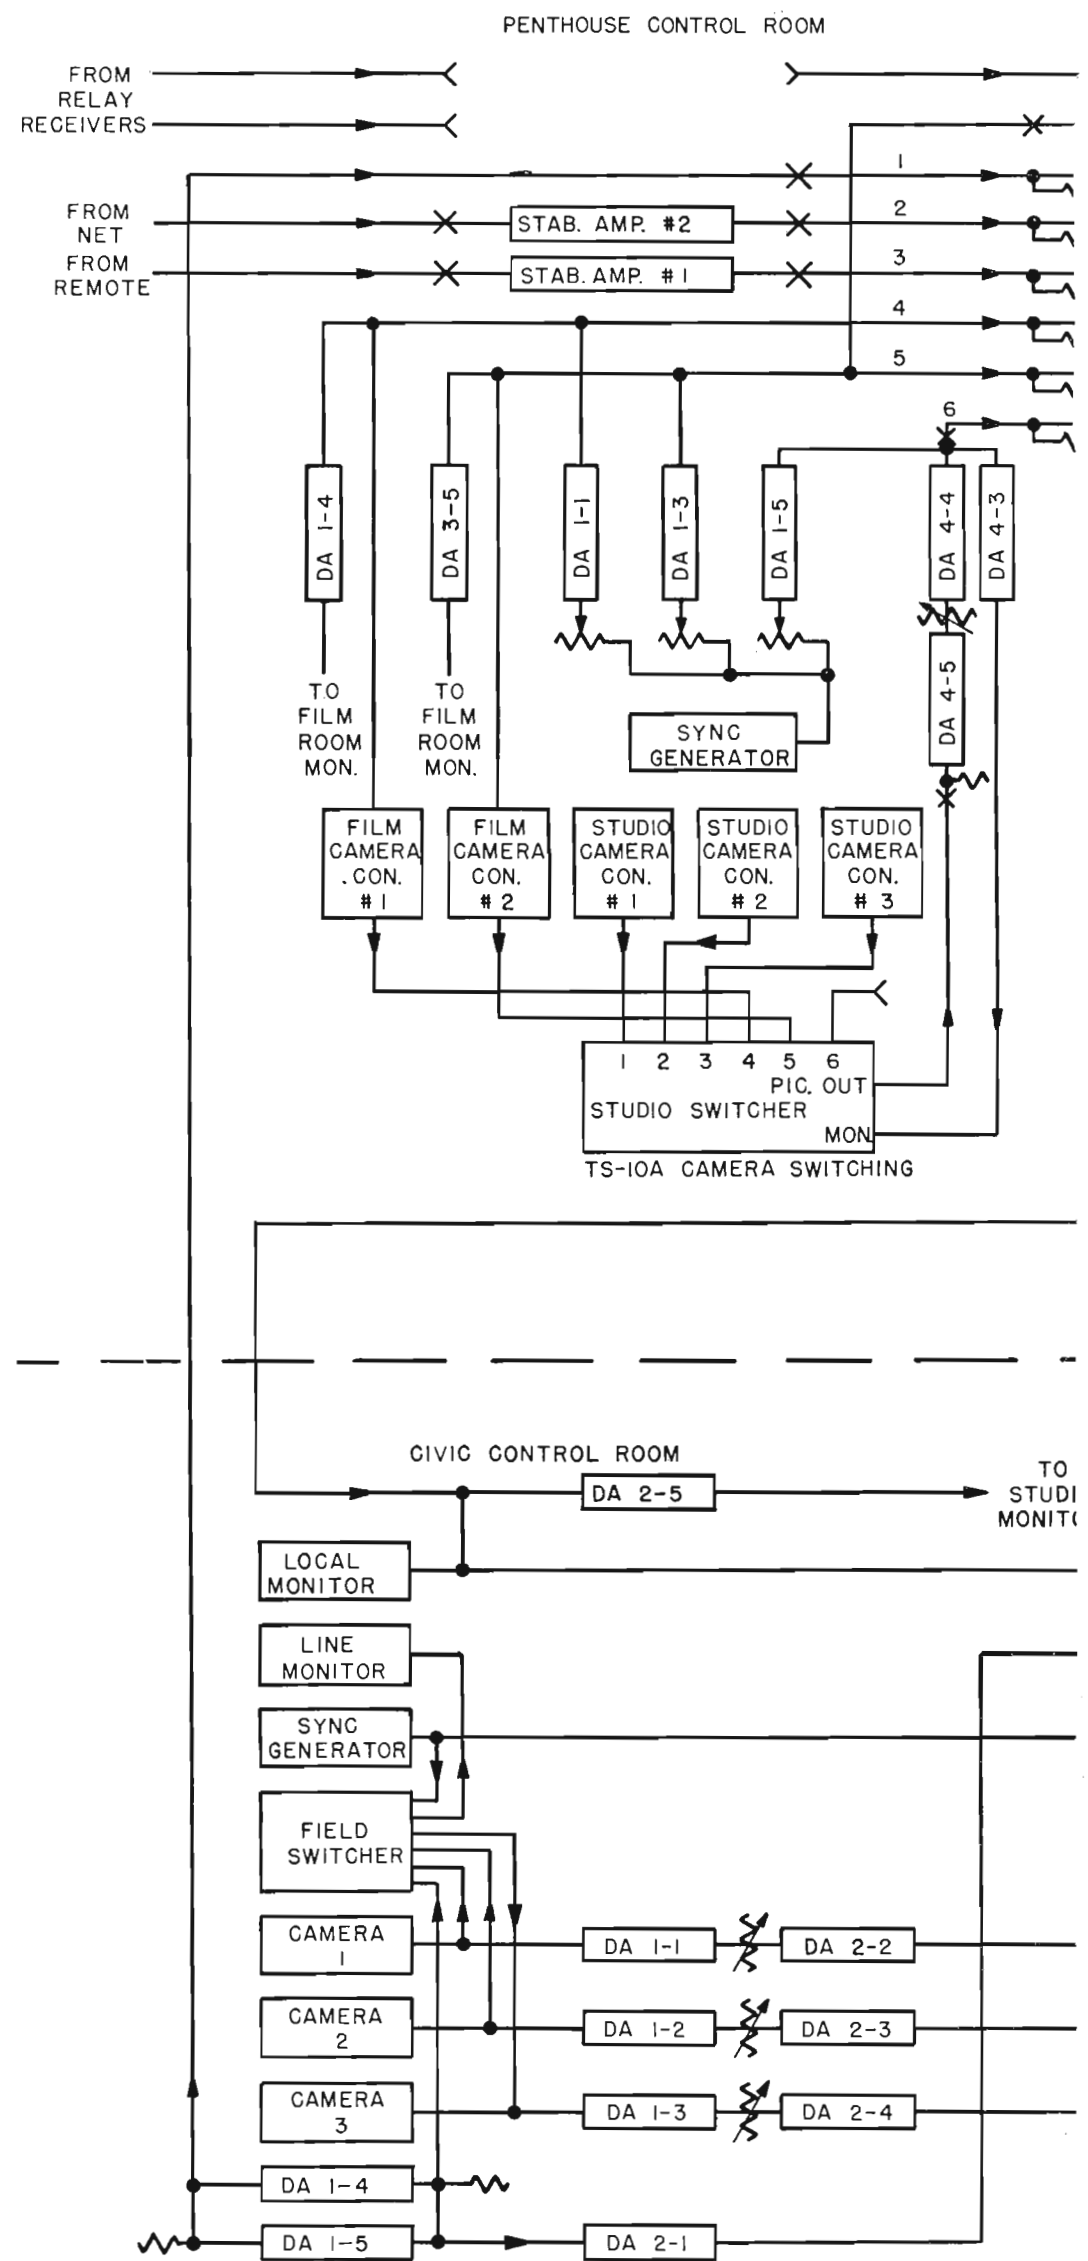 PENTHOUSE CONTROL ROOM
FROM
RELAY
RECEIVERS
1
FROM
NET
STAB. AMP. #2
2
FROM
REMOTE
STAB. AMP. #1
3
4
5
6
DA 1-4
DA 3-5
DA 1-1
DA 1-3
DA 1-5
DA 4-4
DA 4-3
DA 4-5
TO
FILM
ROOM
MON.
TO
FILM
ROOM
MON.
SYNC
GENERATOR
FILM
CAMERA
CON.
#1
FILM
CAMERA
CON.
#2
STUDIO
CAMERA
CON.
#1
STUDIO
CAMERA
CON.
#2
STUDIO
CAMERA
CON.
#3
1 2 3 4 5 6
PIC. OUT
STUDIO SWITCHER
MON.
TS-10A CAMERA SWITCHING
CIVIC CONTROL ROOM
DA 2-5
TO
STUDI
MONIT
LOCAL
MONITOR
LINE
MONITOR
SYNC
GENERATOR
FIELD
SWITCHER
CAMERA
1
DA 1-1
DA 2-2
CAMERA
2
DA 1-2
DA 2-3
CAMERA
3
DA 1-3
DA 2-4
DA 1-4
DA 1-5
DA 2-1